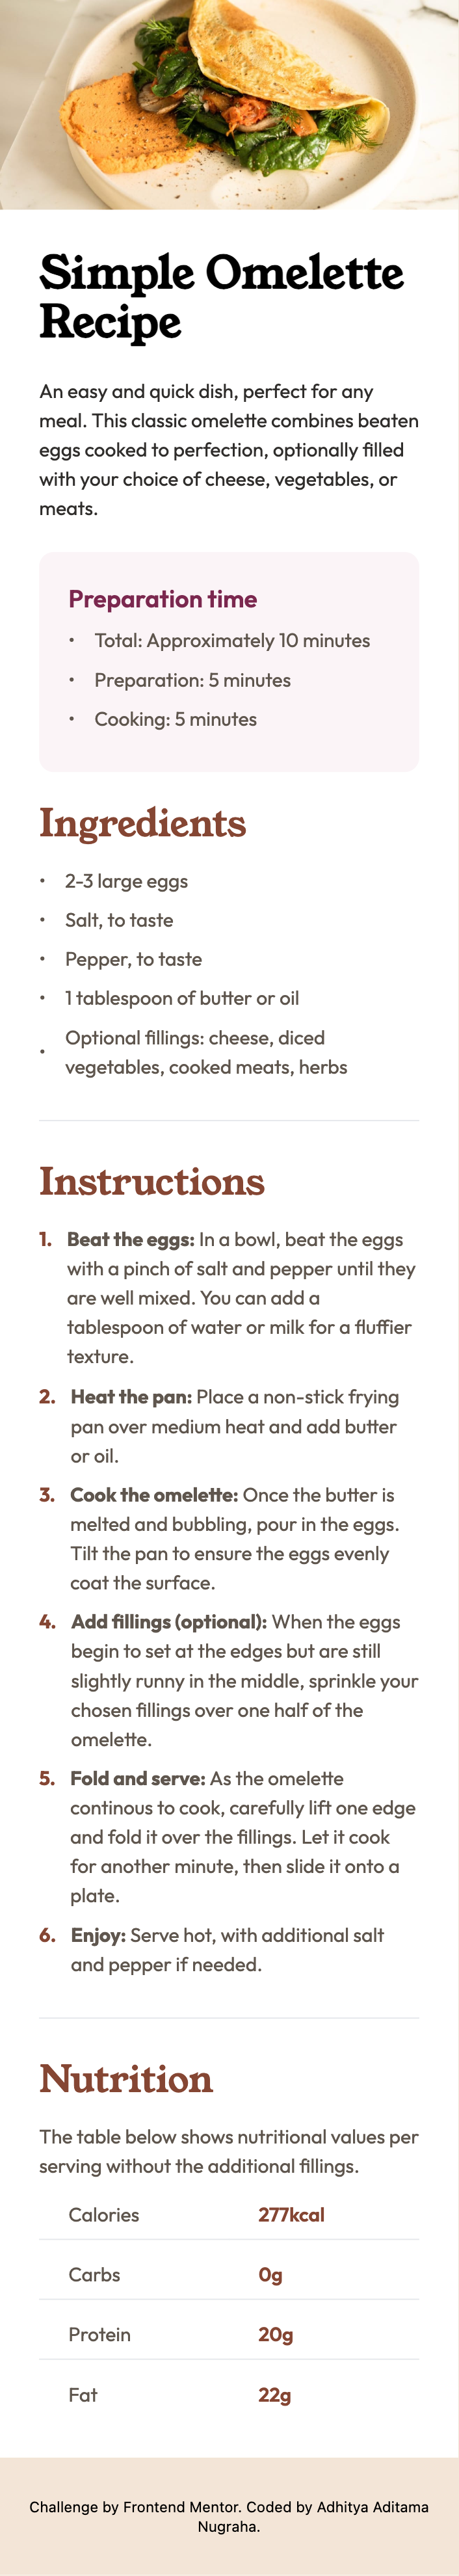 Simple Omelette
Recipe
An easy and quick dish, perfect for any
meal. This classic omelette combines beaten
eggs cooked to perfection, optionally filled
with your choice of cheese, vegetables, or
meats.
Preparation time
• Total: Approximately 10 minutes
• Preparation: 5 minutes
• Cooking: 5 minutes
Ingredients
• 2-3 large eggs
• Salt, to taste
• Pepper, to taste
• 1 tablespoon of butter or oil
• Optional fillings: cheese, diced
vegetables, cooked meats, herbs
Instructions
1. Beat the eggs: In a bowl, beat the eggs
with a pinch of salt and pepper until they
are well mixed. You can add a
tablespoon of water or milk for a fluffier
texture.
2. Heat the pan: Place a non-stick frying
pan over medium heat and add butter
or oil.
3. Cook the omelette: Once the butter is
melted and bubbling, pour in the eggs.
Tilt the pan to ensure the eggs evenly
coat the surface.
4. Add fillings (optional): When the eggs
begin to set at the edges but are still
slightly runny in the middle, sprinkle your
chosen fillings over one half of the
omelette.
5. Fold and serve: As the omelette
continous to cook, carefully lift one edge
and fold it over the fillings. Let it cook
for another minute, then slide it onto a
plate.
6. Enjoy: Serve hot, with additional salt
and pepper if needed.
Nutrition
The table below shows nutritional values per
serving without the additional fillings.
Calories 277kcal
Carbs 0g
Protein 20g
Fat 22g
Challenge by Frontend Mentor. Coded by Adhitya Aditama
Nugraha.